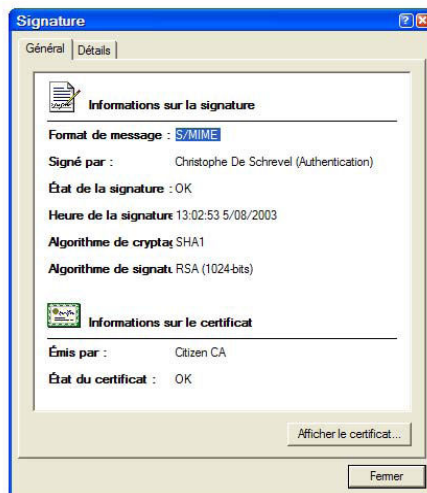 Signature
Général Détails
Informations sur la signature
Format de message : S/MIME
Signé par : Christophe De Schrevel (Authentication)
État de la signature : OK
Heure de la signature 13:02:53 5/08/2003
Algorithme de cryptag SHA1
Algorithme de signatu RSA (1024-bits)
Informations sur le certificat
Émis par : Citizen CA
État du certificat : OK
Afficher le certificat...
Fermer